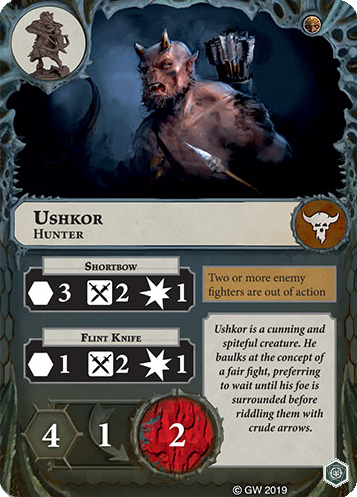 Ushkor
Hunter
Shortbow
3 2 1
Two or more enemy
fighters are out of action
Flint Knife
1 2 1
Ushkor is a cunning and
spiteful creature. He
baulks at the concept of
a fair fight, preferring
to wait until his foe is
surrounded before
riddling them with
crude arrows.
4 1 2
© GW 2019